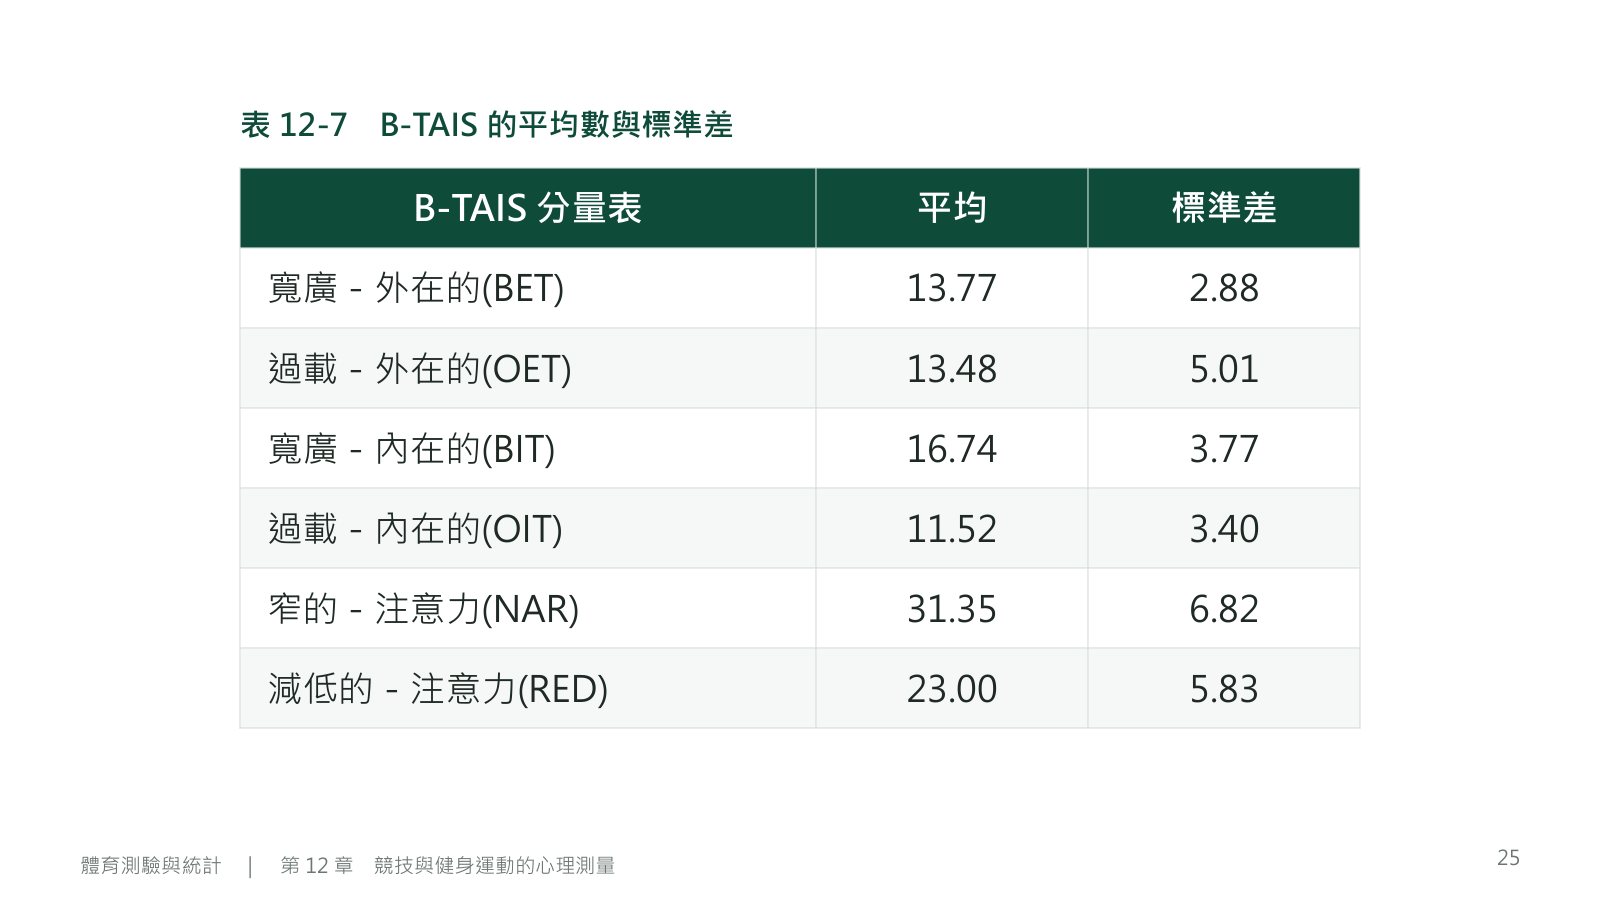 表 12-7　B-TAIS 的平均數與標準差
B-TAIS 分量表 平均 標準差
寬廣 - 外在的(BET) 13.77 2.88
過載 - 外在的(OET) 13.48 5.01
寬廣 - 內在的(BIT) 16.74 3.77
過載 - 內在的(OIT) 11.52 3.40
窄的 - 注意力(NAR) 31.35 6.82
減低的 - 注意力(RED) 23.00 5.83
體育測驗與統計　|　第 12 章　競技與健身運動的心理測量
25